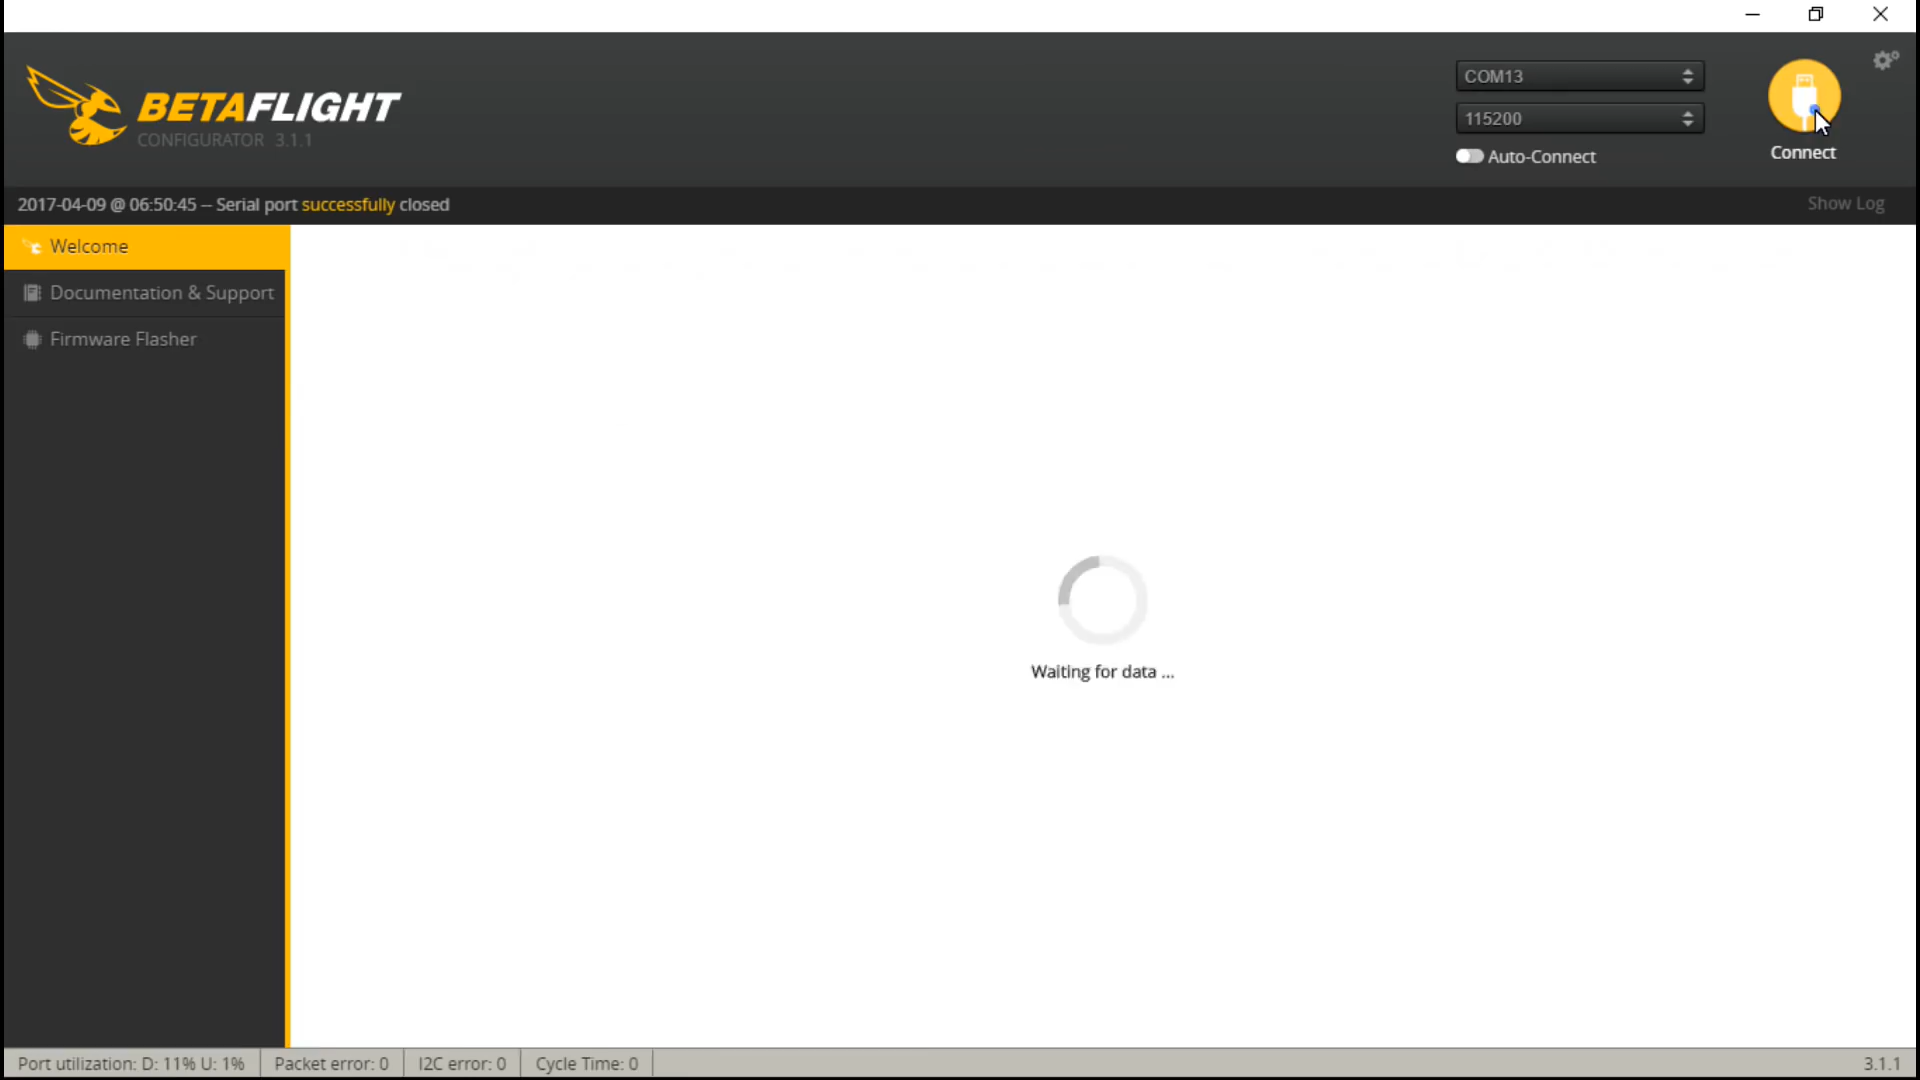 BETAFLIGHT
CONFIGURATOR 3.1.1
COM13
115200
Auto-Connect
Connect
2017-04-09 @ 06:50:45 -- Serial port successfully closed
Show Log
Welcome
Documentation & Support
Firmware Flasher
Waiting for data ...
Port utilization: D: 11% U: 1%
Packet error: 0
I2C error: 0
Cycle Time: 0
3.1.1